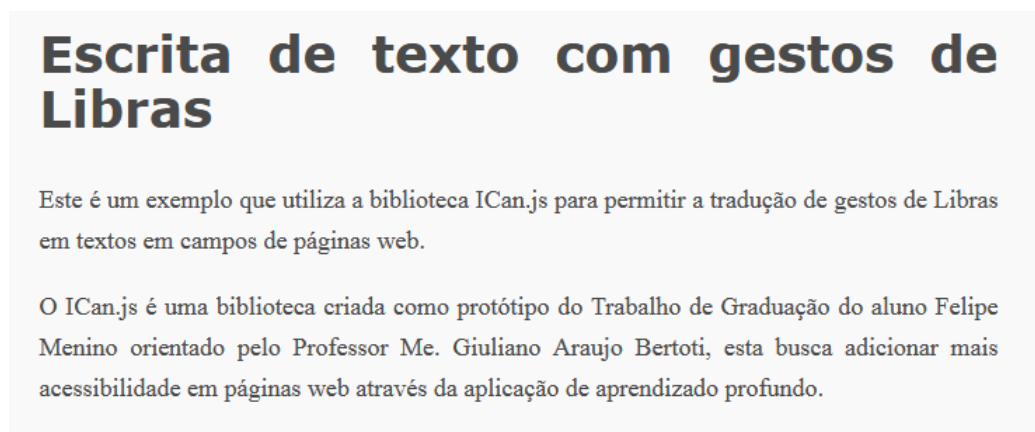 Escrita de texto com gestos de
Libras
Este é um exemplo que utiliza a biblioteca ICan.js para permitir a tradução de gestos de Libras
em textos em campos de páginas web.
O ICan.js é uma biblioteca criada como protótipo do Trabalho de Graduação do aluno Felipe
Menino orientado pelo Professor Me. Giuliano Araujo Bertoti, esta busca adicionar mais
acessibilidade em páginas web através da aplicação de aprendizado profundo.